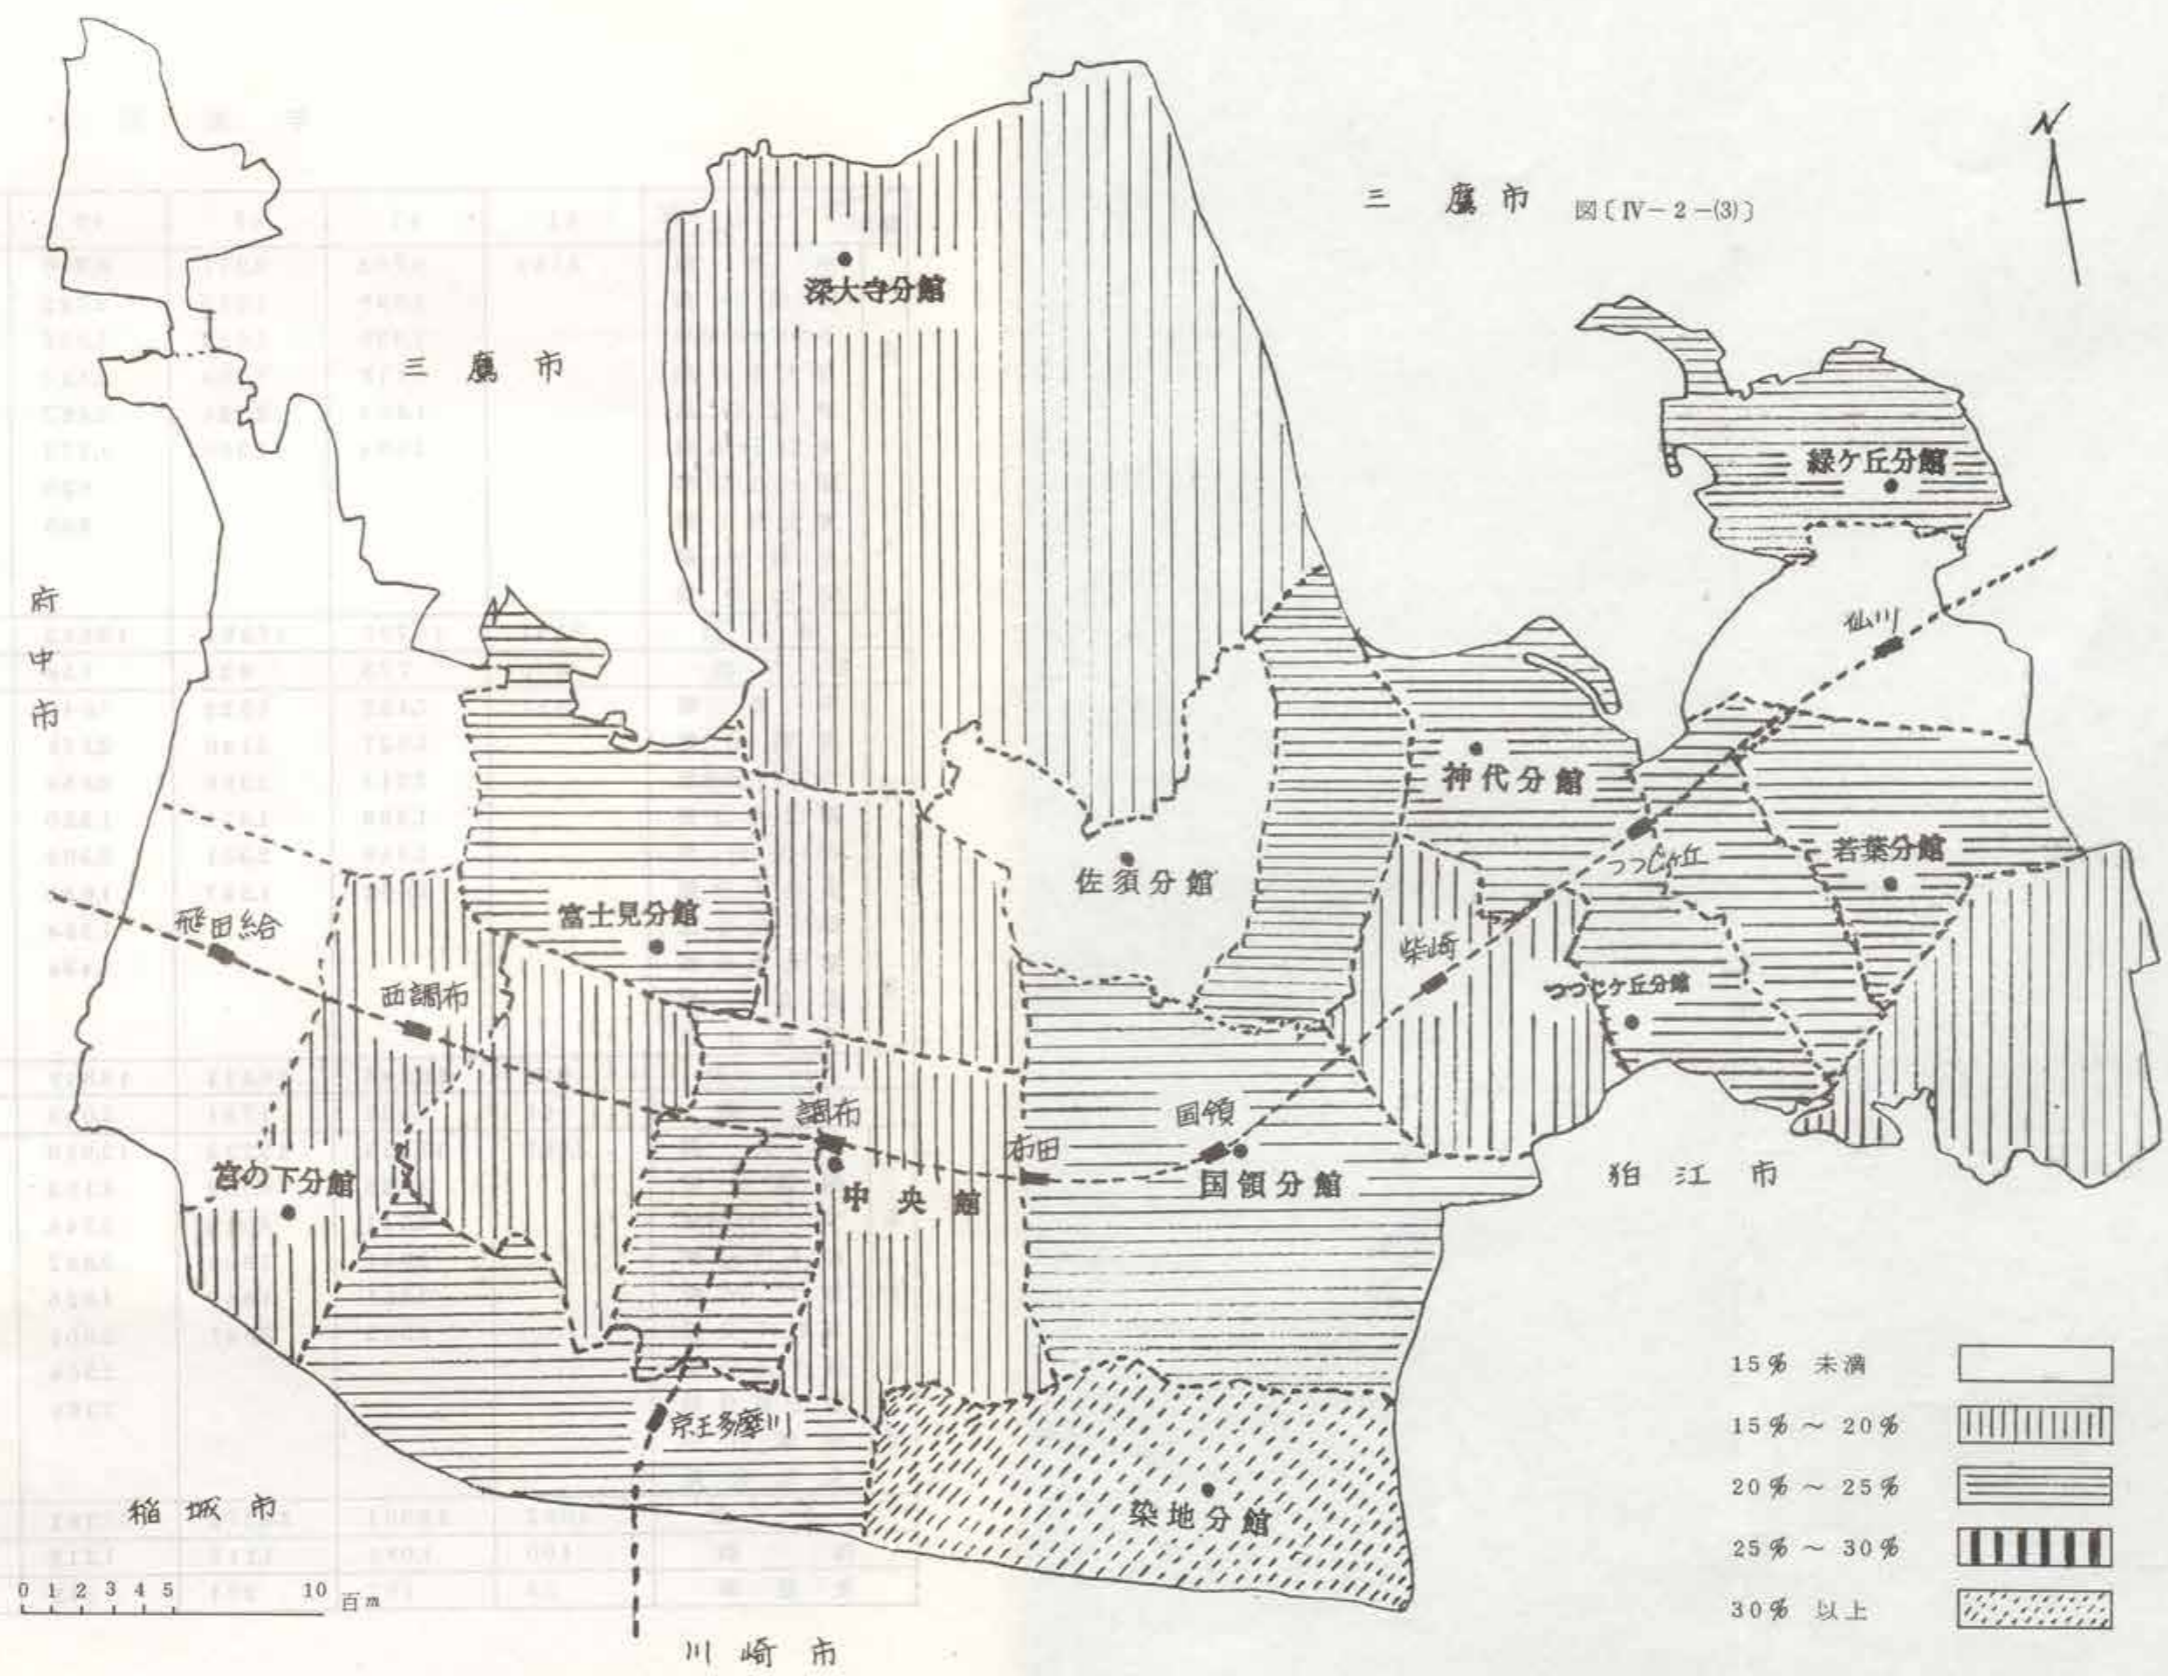 三鷹市
図〔Ⅳ－2－(3)〕
N
深大寺分館
三鷹市
緑ケ丘分館
府中市
仙川
神代分館
つつじヶ丘
若葉分館
佐須分館
飛田給
富士見分館
西調布
柴崎
つつじケ丘分館
調布
国領
布田
宮の下分館
中央館
国領分館
狛江市
京王多摩川
染地分館
稲城市
川崎市
15% 未満
15% ～ 20%
20% ～ 25%
25% ～ 30%
30% 以上
0 1 2 3 4 5 10 百m